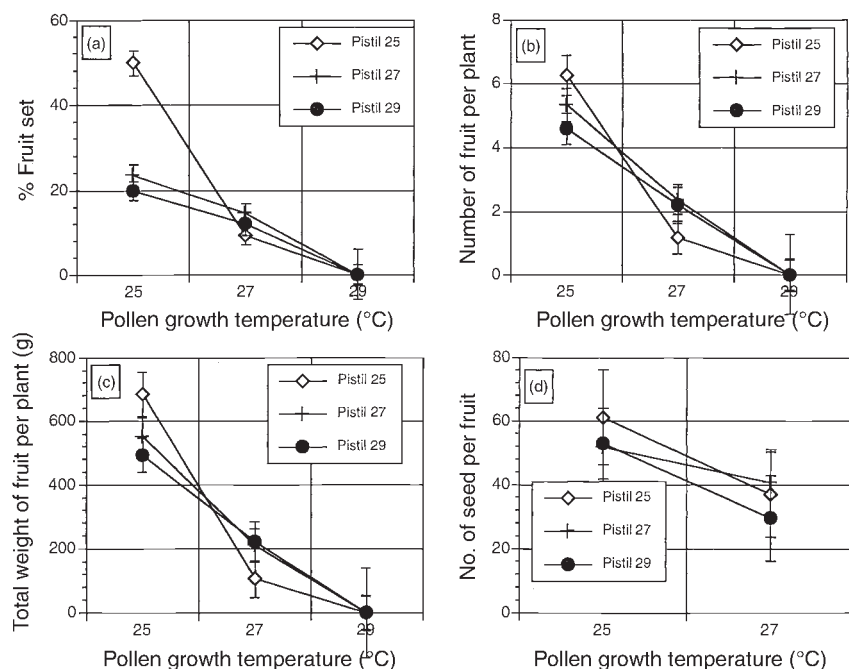 (a)
% Fruit set
60
40
20
0
Pistil 25
Pistil 27
Pistil 29
25 27 29
Pollen growth temperature (°C)
(b)
Number of fruit per plant
8
6
4
2
0
Pistil 25
Pistil 27
Pistil 29
25 27 29
Pollen growth temperature (°C)
(c)
Total weight of fruit per plant (g)
800
600
400
200
0
Pistil 25
Pistil 27
Pistil 29
25 27 29
Pollen growth temperature (°C)
(d)
No. of seed per fruit
80
60
40
20
0
Pistil 25
Pistil 27
Pistil 29
25 27
Pollen growth temperature (°C)